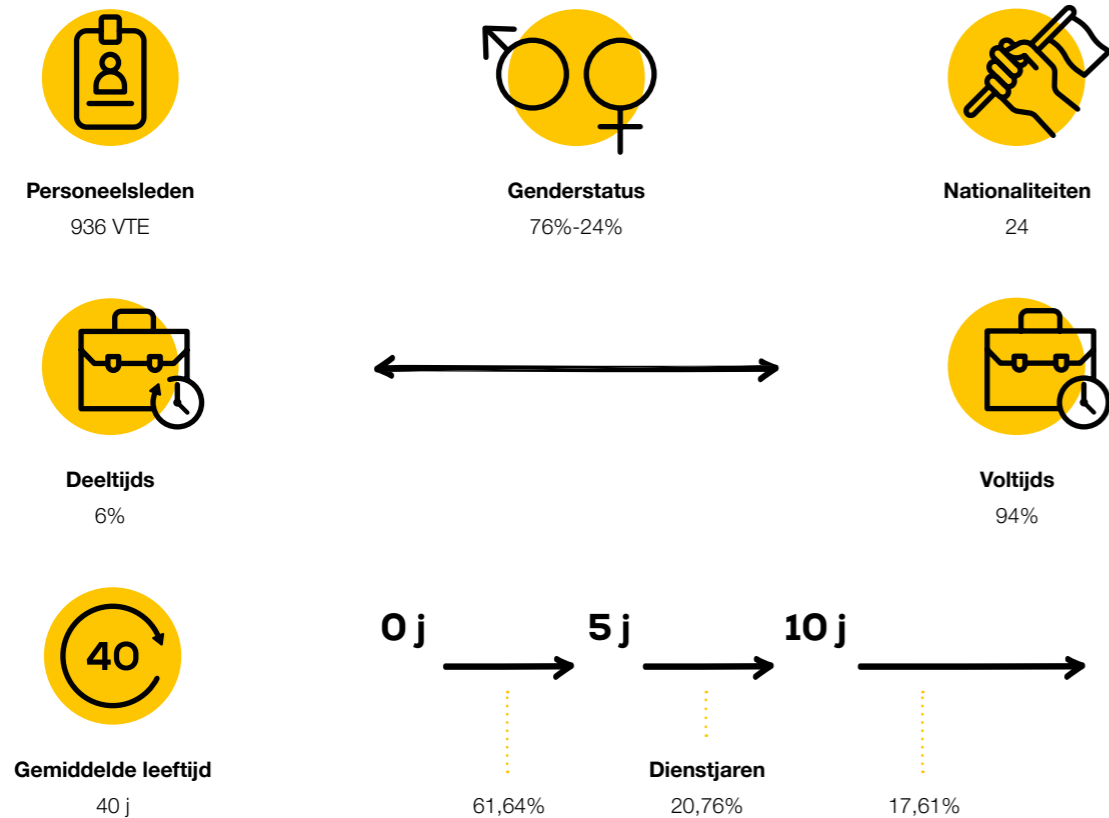 Personeelsleden
936 VTE
Genderstatus
76%-24%
Nationaliteiten
24
Deeltijds
6%
Voltijds
94%
40
Gemiddelde leeftijd
40 j
0 j
5 j
10 j
Dienstjaren
61,64%
20,76%
17,61%